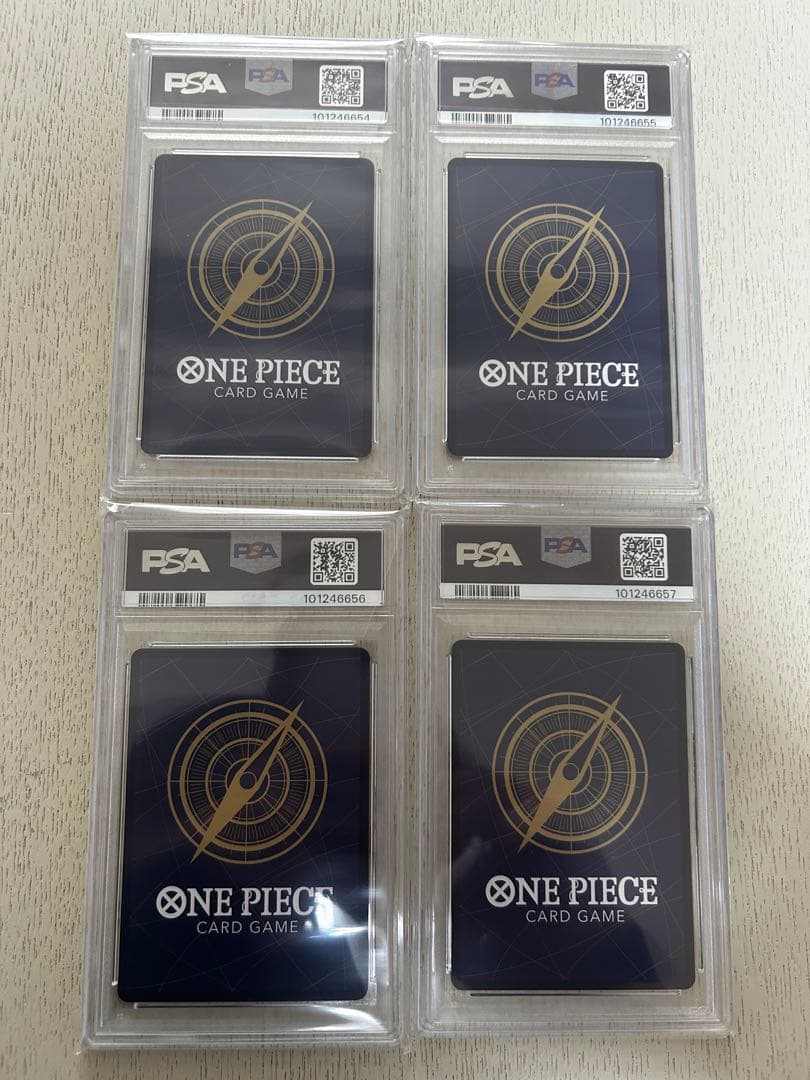 PSA PSA
101246654
ONE PIECE
CARD GAME
PSA PSA
101246655
ONE PIECE
CARD GAME
PSA PSA
101246656
ONE PIECE
CARD GAME
PSA PSA
101246657
ONE PIECE
CARD GAME